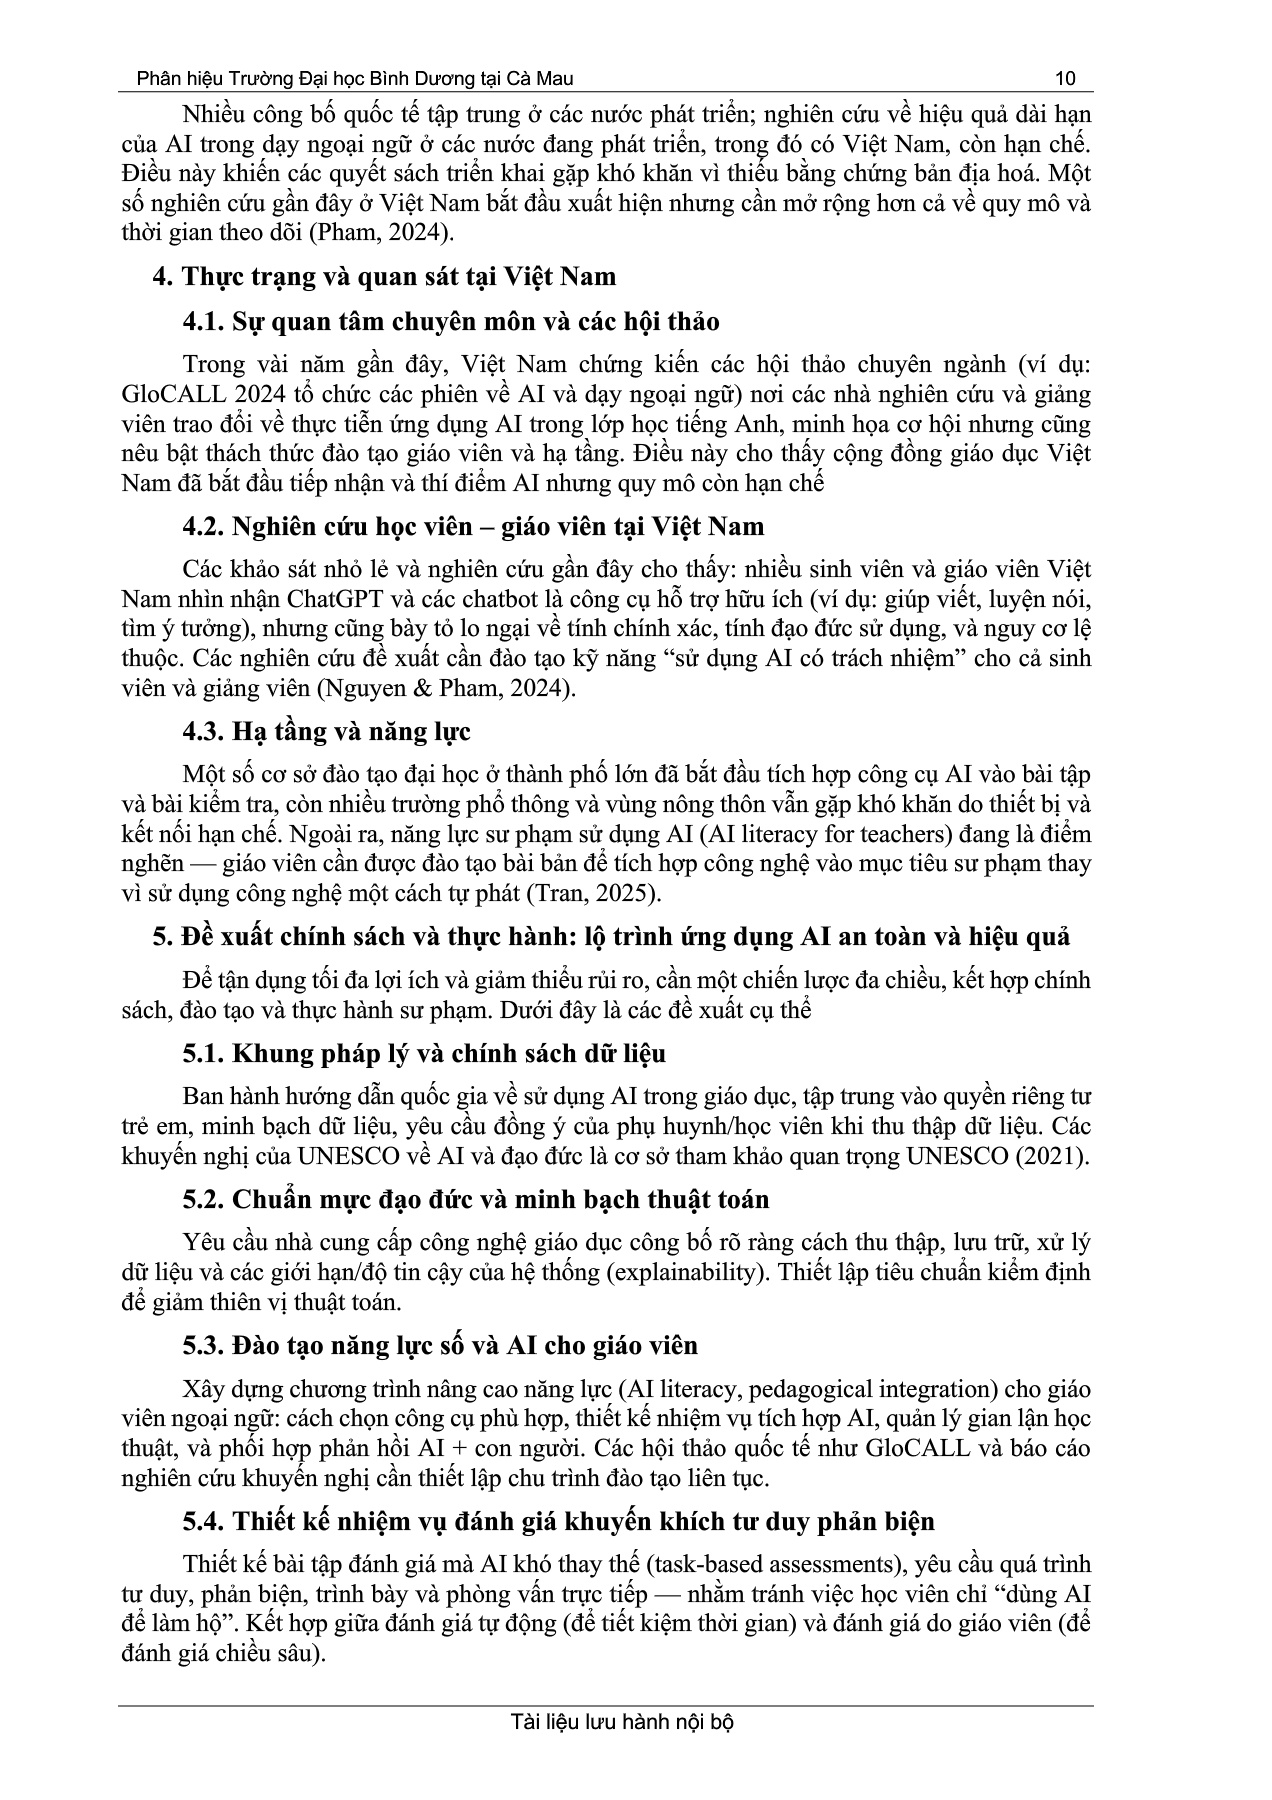 Phân hiệu Trường Đại học Bình Dương tại Cà Mau 10
Nhiều công bố quốc tế tập trung ở các nước phát triển; nghiên cứu về hiệu quả dài hạn
của AI trong dạy ngoại ngữ ở các nước đang phát triển, trong đó có Việt Nam, còn hạn chế.
Điều này khiến các quyết sách triển khai gặp khó khăn vì thiếu bằng chứng bản địa hoá. Một
số nghiên cứu gần đây ở Việt Nam bắt đầu xuất hiện nhưng cần mở rộng hơn cả về quy mô và
thời gian theo dõi (Pham, 2024).
4. Thực trạng và quan sát tại Việt Nam
4.1. Sự quan tâm chuyên môn và các hội thảo
Trong vài năm gần đây, Việt Nam chứng kiến các hội thảo chuyên ngành (ví dụ:
GloCALL 2024 tổ chức các phiên về AI và dạy ngoại ngữ) nơi các nhà nghiên cứu và giảng
viên trao đổi về thực tiễn ứng dụng AI trong lớp học tiếng Anh, minh họa cơ hội nhưng cũng
nêu bật thách thức đào tạo giáo viên và hạ tầng. Điều này cho thấy cộng đồng giáo dục Việt
Nam đã bắt đầu tiếp nhận và thí điểm AI nhưng quy mô còn hạn chế
4.2. Nghiên cứu học viên – giáo viên tại Việt Nam
Các khảo sát nhỏ lẻ và nghiên cứu gần đây cho thấy: nhiều sinh viên và giáo viên Việt
Nam nhìn nhận ChatGPT và các chatbot là công cụ hỗ trợ hữu ích (ví dụ: giúp viết, luyện nói,
tìm ý tưởng), nhưng cũng bày tỏ lo ngại về tính chính xác, tính đạo đức sử dụng, và nguy cơ lệ
thuộc. Các nghiên cứu đề xuất cần đào tạo kỹ năng “sử dụng AI có trách nhiệm” cho cả sinh
viên và giảng viên (Nguyen & Pham, 2024).
4.3. Hạ tầng và năng lực
Một số cơ sở đào tạo đại học ở thành phố lớn đã bắt đầu tích hợp công cụ AI vào bài tập
và bài kiểm tra, còn nhiều trường phổ thông và vùng nông thôn vẫn gặp khó khăn do thiết bị và
kết nối hạn chế. Ngoài ra, năng lực sư phạm sử dụng AI (AI literacy for teachers) đang là điểm
nghẽn — giáo viên cần được đào tạo bài bản để tích hợp công nghệ vào mục tiêu sư phạm thay
vì sử dụng công nghệ một cách tự phát (Tran, 2025).
5. Đề xuất chính sách và thực hành: lộ trình ứng dụng AI an toàn và hiệu quả
Để tận dụng tối đa lợi ích và giảm thiểu rủi ro, cần một chiến lược đa chiều, kết hợp chính
sách, đào tạo và thực hành sư phạm. Dưới đây là các đề xuất cụ thể
5.1. Khung pháp lý và chính sách dữ liệu
Ban hành hướng dẫn quốc gia về sử dụng AI trong giáo dục, tập trung vào quyền riêng tư
trẻ em, minh bạch dữ liệu, yêu cầu đồng ý của phụ huynh/học viên khi thu thập dữ liệu. Các
khuyến nghị của UNESCO về AI và đạo đức là cơ sở tham khảo quan trọng UNESCO (2021).
5.2. Chuẩn mực đạo đức và minh bạch thuật toán
Yêu cầu nhà cung cấp công nghệ giáo dục công bố rõ ràng cách thu thập, lưu trữ, xử lý
dữ liệu và các giới hạn/độ tin cậy của hệ thống (explainability). Thiết lập tiêu chuẩn kiểm định
để giảm thiên vị thuật toán.
5.3. Đào tạo năng lực số và AI cho giáo viên
Xây dựng chương trình nâng cao năng lực (AI literacy, pedagogical integration) cho giáo
viên ngoại ngữ: cách chọn công cụ phù hợp, thiết kế nhiệm vụ tích hợp AI, quản lý gian lận học
thuật, và phối hợp phản hồi AI + con người. Các hội thảo quốc tế như GloCALL và báo cáo
nghiên cứu khuyến nghị cần thiết lập chu trình đào tạo liên tục.
5.4. Thiết kế nhiệm vụ đánh giá khuyến khích tư duy phản biện
Thiết kế bài tập đánh giá mà AI khó thay thế (task-based assessments), yêu cầu quá trình
tư duy, phản biện, trình bày và phòng vấn trực tiếp — nhằm tránh việc học viên chỉ “dùng AI
để làm hộ”. Kết hợp giữa đánh giá tự động (để tiết kiệm thời gian) và đánh giá do giáo viên (để
đánh giá chiều sâu).
Tài liệu lưu hành nội bộ